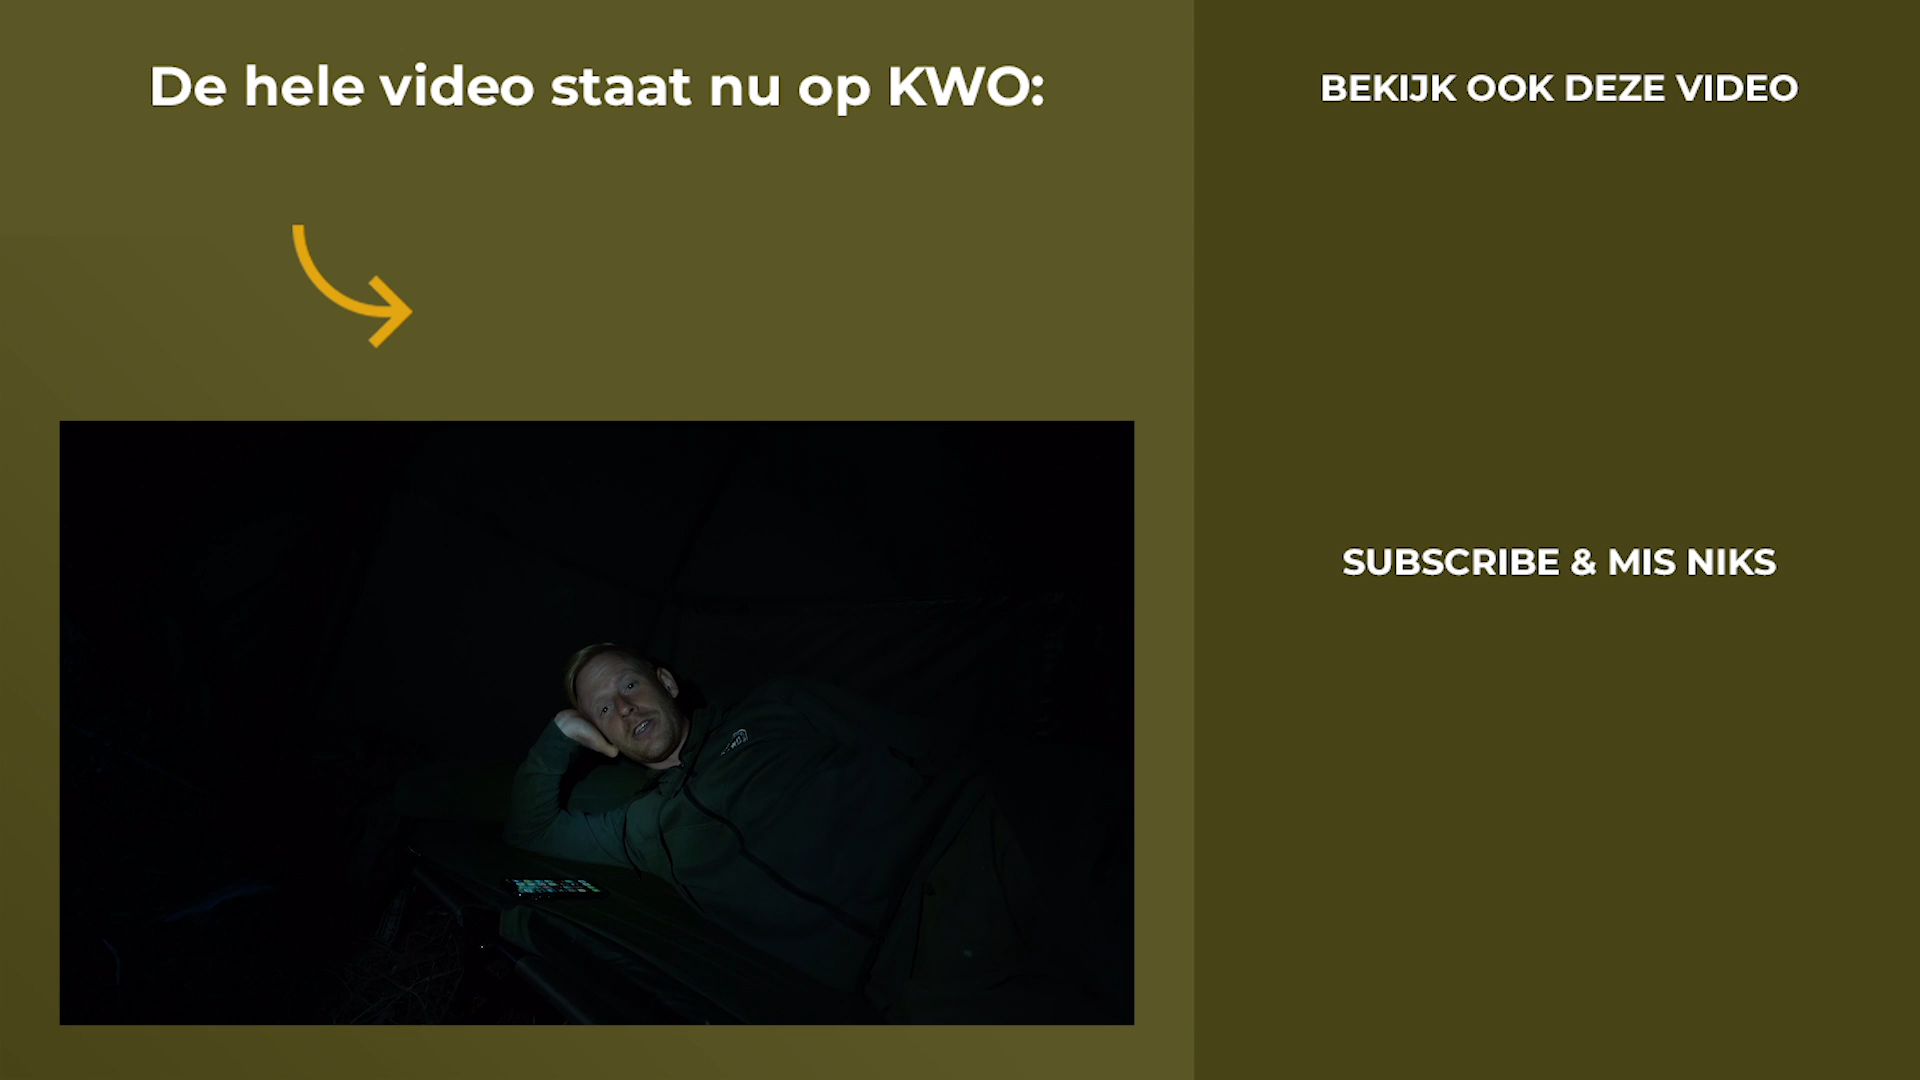 De hele video staat nu op KWO:
BEKIJK OOK DEZE VIDEO
SUBSCRIBE & MIS NIKS